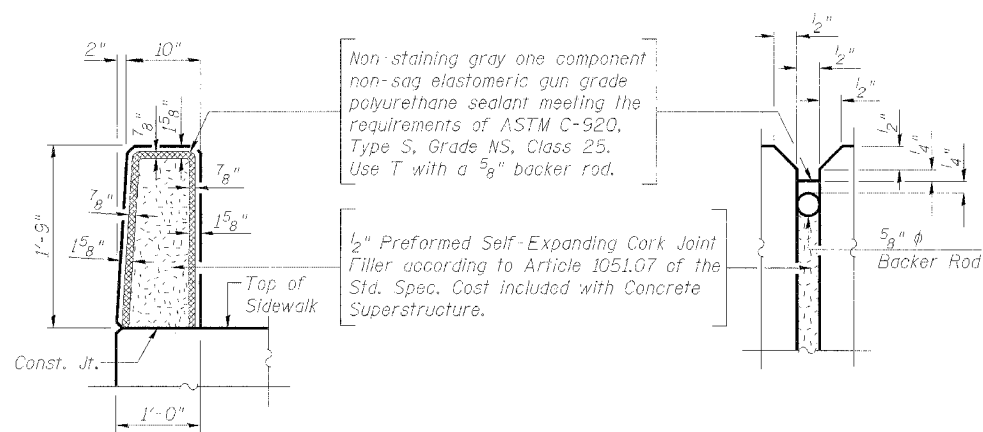 2"
10"
7/8"
1 5/8"
7/8"
1 5/8"
7/8"
1 5/8"
1'-9"
Top of
Sidewalk
Const. Jt.
1'-0"
Non-staining gray one component
non-sag elastomeric gun grade
polyurethane sealant meeting the
requirements of ASTM C-920,
Type S, Grade NS, Class 25.
Use T with a 5/8" backer rod.
1/2" Preformed Self-Expanding Cork Joint
Filler according to Article 1051.07 of the
Std. Spec. Cost included with Concrete
Superstructure.
1/2"
1/2"
1/2"
1/2"
1/4"
1/4"
5/8" φ
Backer Rod